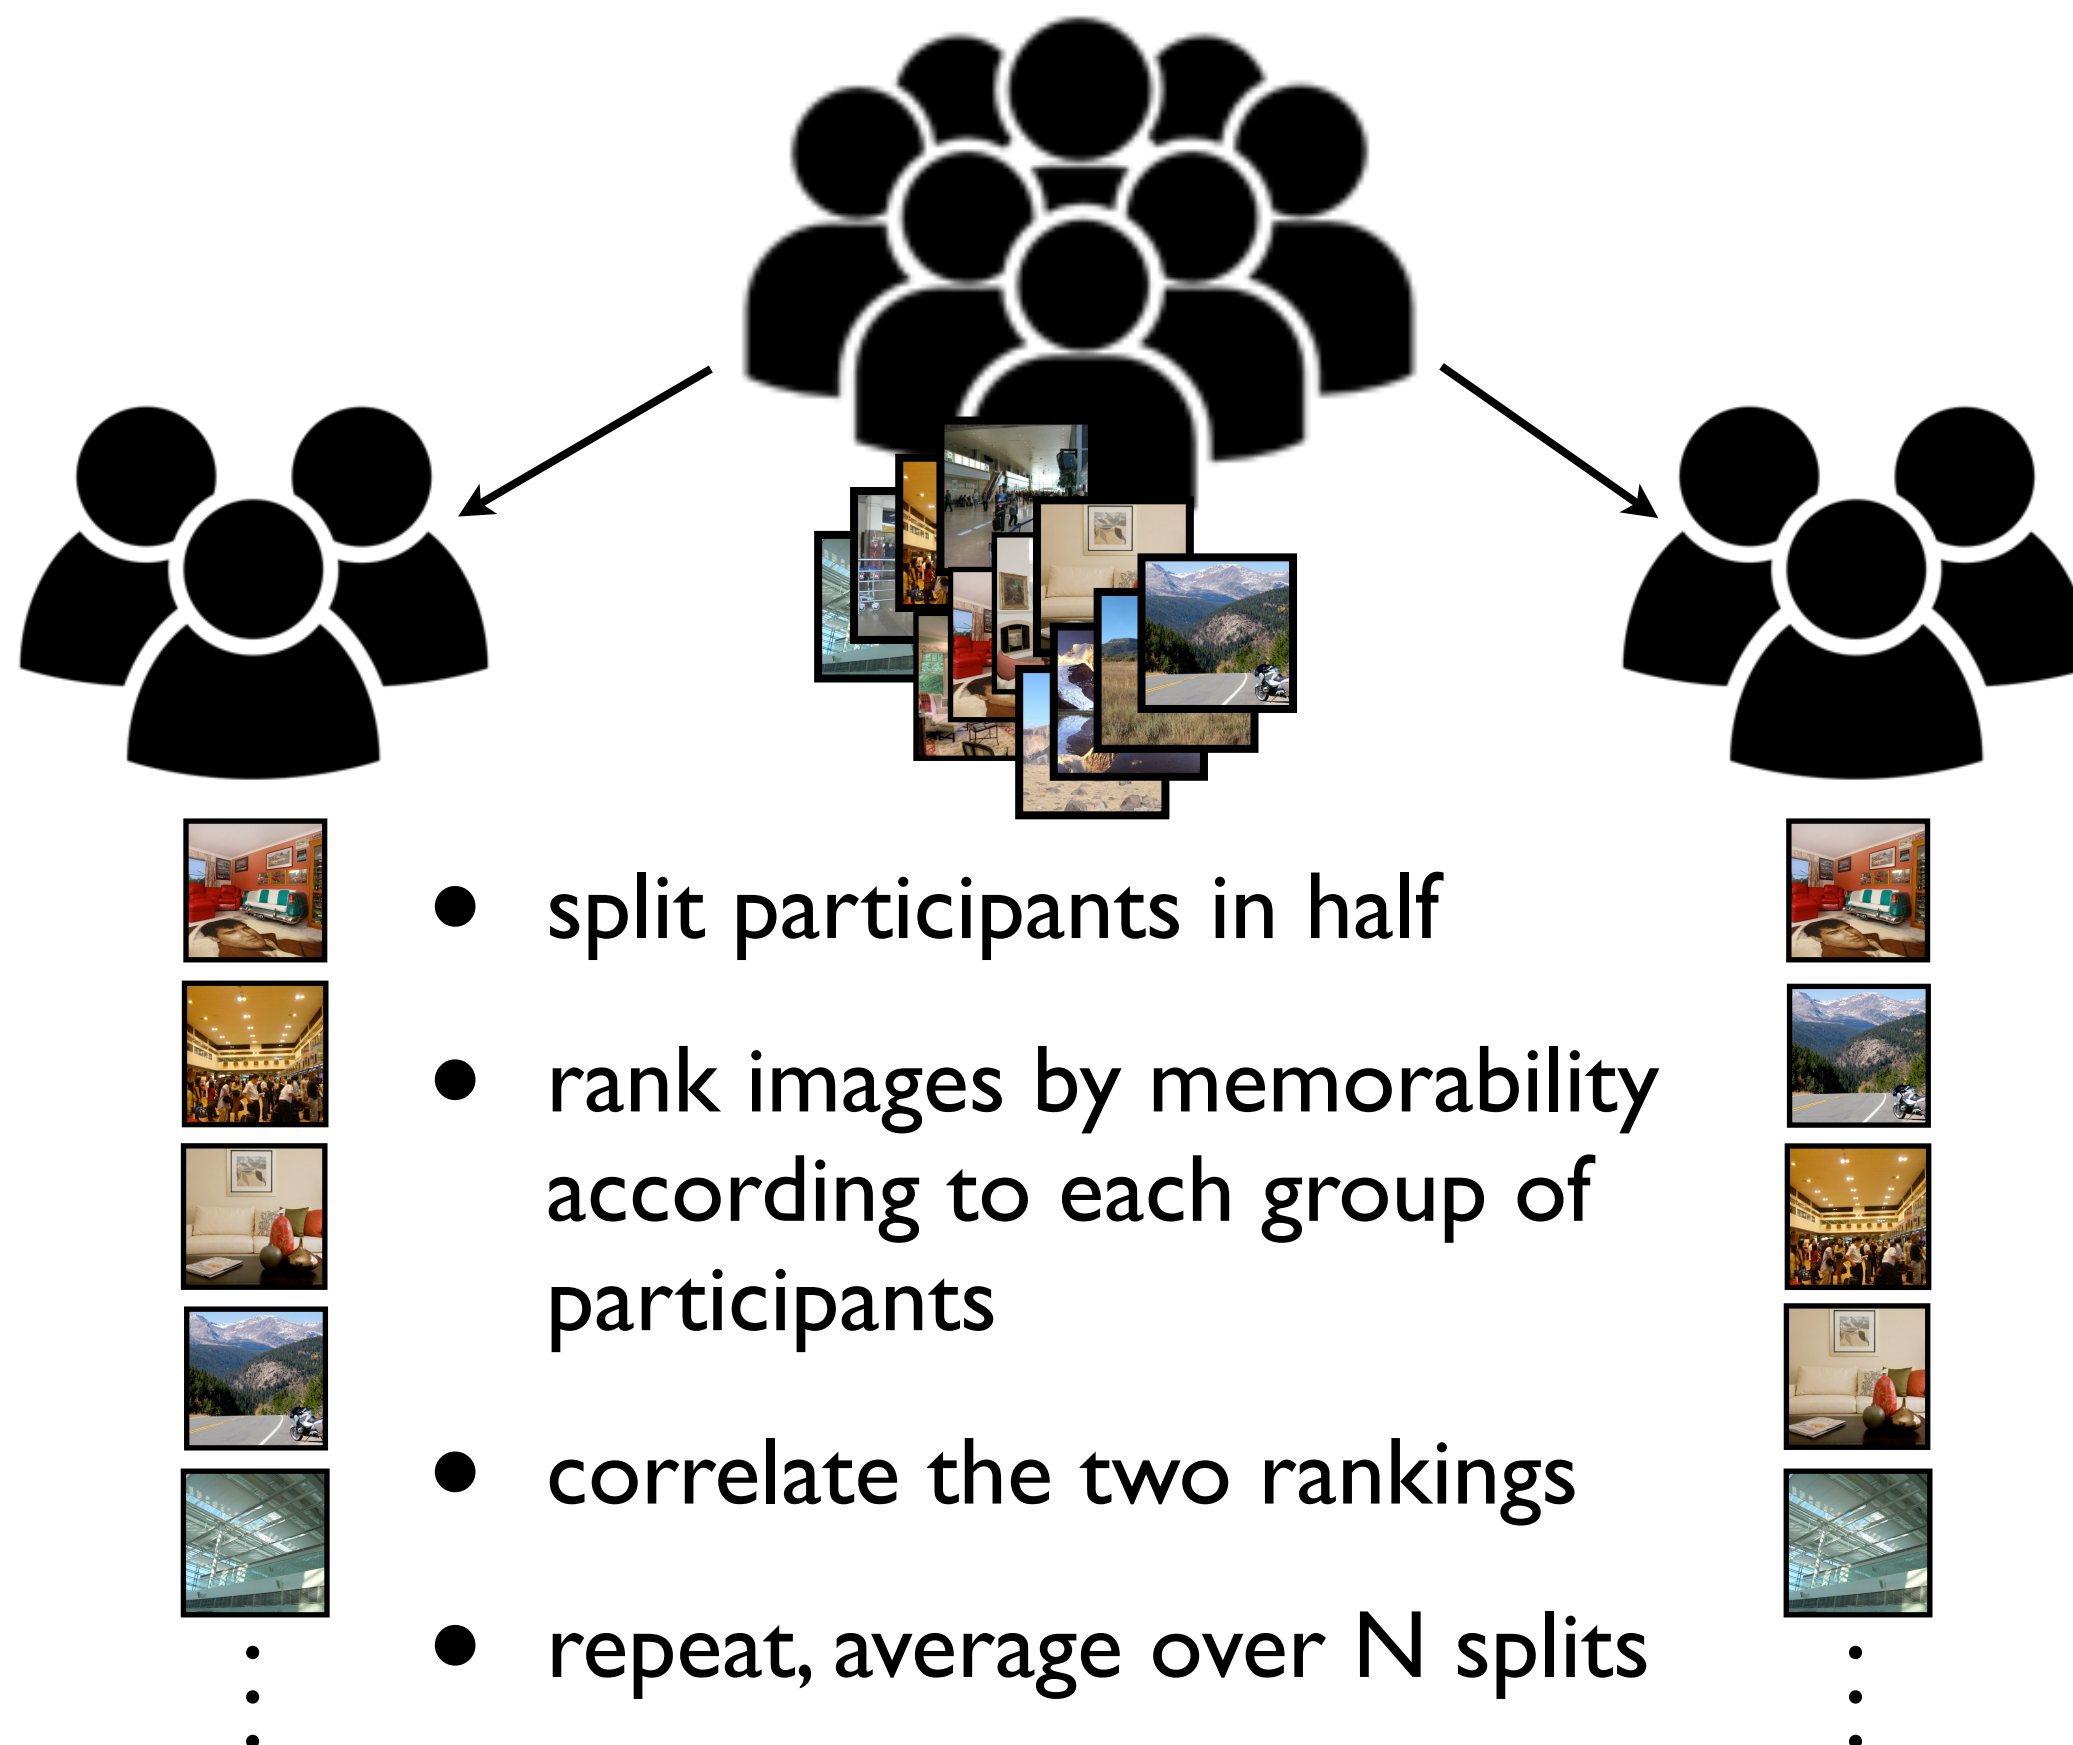 • split participants in half
• rank images by memorability
according to each group of
participants
• correlate the two rankings
• repeat, average over N splits